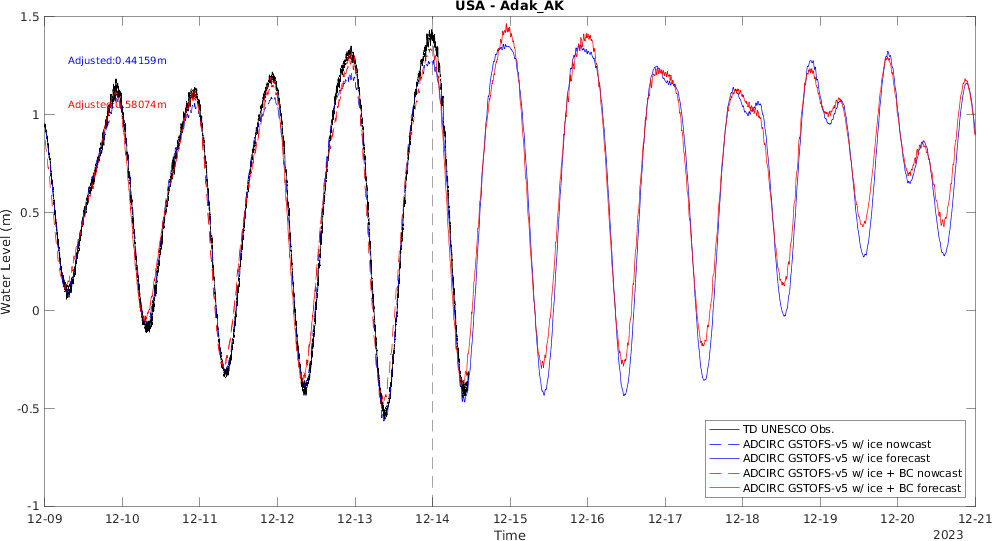 USA - Adak_AK
Adjusted:0.44159m
Adjusted:0.58074m
Water Level (m)
1.5
1
0.5
0
-0.5
-1
12-09
12-10
12-11
12-12
12-13
12-14
12-15
12-16
12-17
12-18
12-19
12-20
12-21
Time
2023
TD UNESCO Obs.
ADCIRC GSTOFS-v5 w/ ice nowcast
ADCIRC GSTOFS-v5 w/ ice forecast
ADCIRC GSTOFS-v5 w/ ice + BC nowcast
ADCIRC GSTOFS-v5 w/ ice + BC forecast